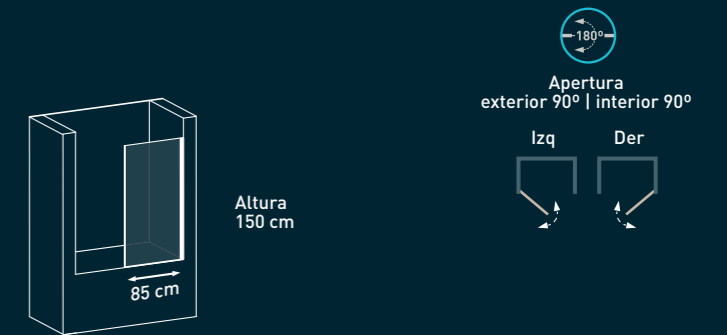 180º
Apertura
exterior 90º | interior 90º
Izq Der
Altura
150 cm
85 cm